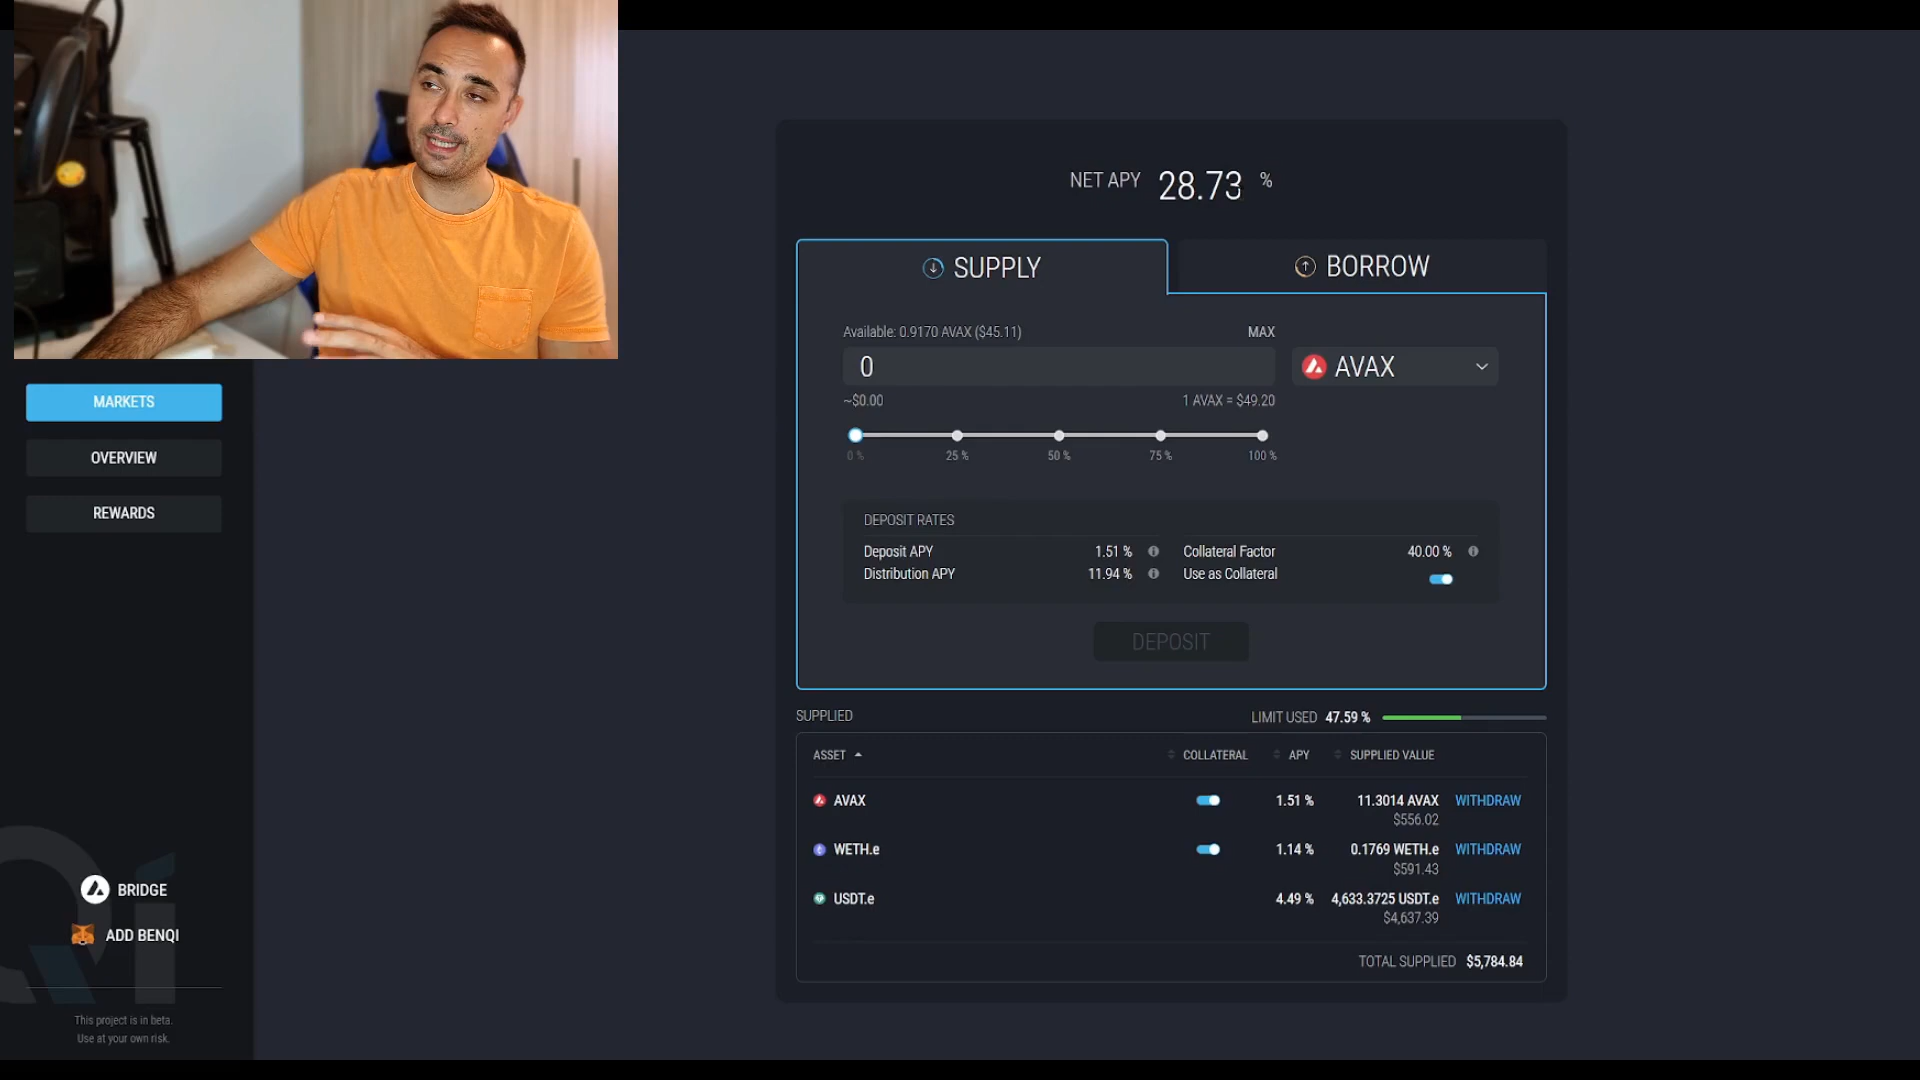 NET APY 28.73 %
SUPPLY
BORROW
Available: 0.9170 AVAX ($45.11)
MAX
0
AVAX
~$0.00
1 AVAX = $49.20
0 % 25 % 50 % 75 % 100 %
MARKETS
OVERVIEW
REWARDS
DEPOSIT RATES
Deposit APY 1.51 % Collateral Factor 40.00 %
Distribution APY 11.94 % Use as Collateral
DEPOSIT
SUPPLIED
LIMIT USED 47.59 %
ASSET COLLATERAL APY SUPPLIED VALUE
AVAX 1.51 % 11.3014 AVAX WITHDRAW
$556.02
WETH.e 1.14 % 0.1769 WETH.e WITHDRAW
$591.43
USDT.e 4.49 % 4,633.3725 USDT.e WITHDRAW
$4,637.39
TOTAL SUPPLIED $5,784.84
BRIDGE
ADD BENQI
This project is in beta.
Use at your own risk.